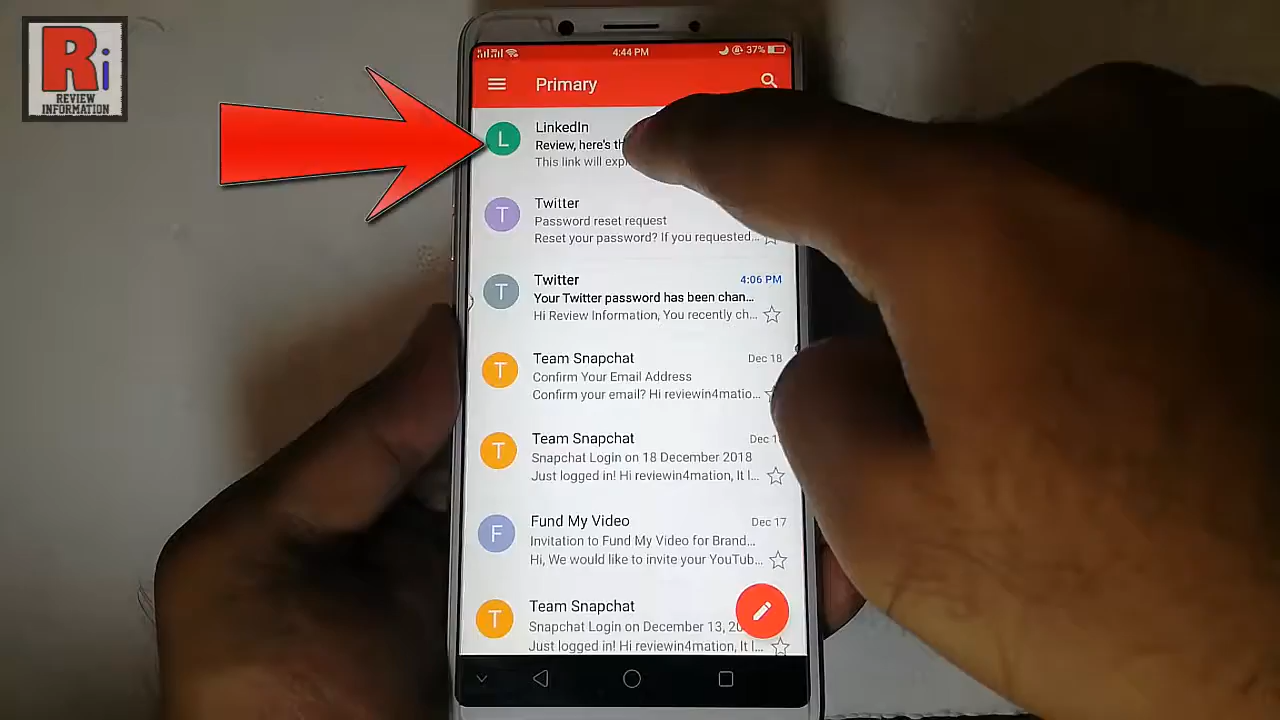 Ri
REVIEW
INFORMATION
4:44 PM
37%
Primary
L
LinkedIn
Review, here's th
This link will expi
T
Twitter
Password reset request
Reset your password? If you requested...
T
Twitter
4:06 PM
Your Twitter password has been chan...
Hi Review Information, You recently ch...
T
Team Snapchat
Dec 18
Confirm Your Email Address
Confirm your email? Hi reviewin4matio...
T
Team Snapchat
Dec 1
Snapchat Login on 18 December 2018
Just logged in! Hi reviewin4mation, It l...
F
Fund My Video
Dec 17
Invitation to Fund My Video for Brand...
Hi, We would like to invite your YouTub...
T
Team Snapchat
Snapchat Login on December 13, 20
Just logged in! Hi reviewin4mation, It l...